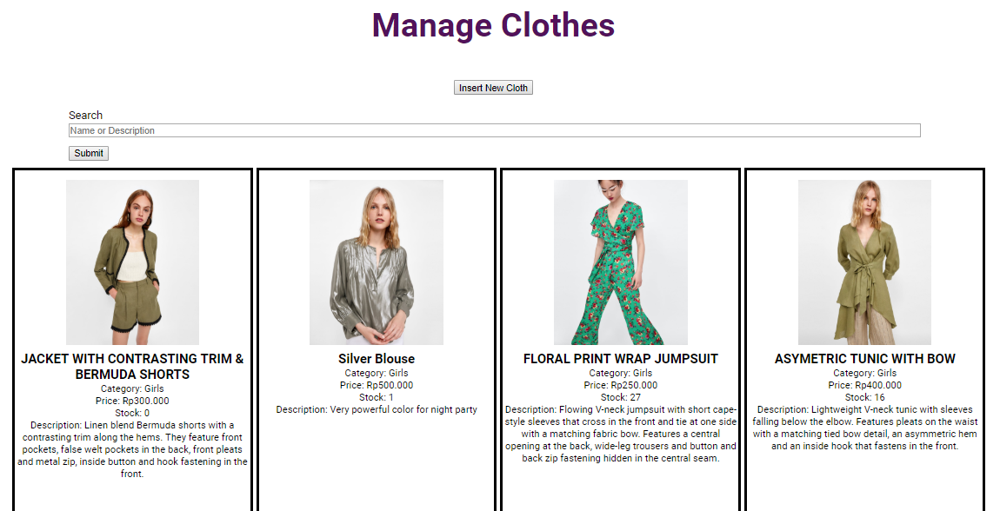 Manage Clothes
Insert New Cloth
Search
Name or Description
Submit
JACKET WITH CONTRASTING TRIM &
BERMUDA SHORTS
Category: Girls
Price: Rp300.000
Stock: 0
Description: Linen blend Bermuda shorts with a
contrasting trim along the hems. They feature front
pockets, false welt pockets in the back, front pleats
and metal zip, inside button and hook fastening in the
front.
Silver Blouse
Category: Girls
Price: Rp500.000
Stock: 1
Description: Very powerful color for night party
FLORAL PRINT WRAP JUMPSUIT
Category: Girls
Price: Rp250.000
Stock: 27
Description: Flowing V-neck jumpsuit with short cape-
style sleeves that cross in the front and tie at one side
with a matching fabric bow. Features a central
opening at the back, wide-leg trousers and button and
back zip fastening hidden in the central seam.
ASYMETRIC TUNIC WITH BOW
Category: Girls
Price: Rp400.000
Stock: 16
Description: Lightweight V-neck tunic with sleeves
falling below the elbow. Features pleats on the waist
with a matching tied bow detail, an asymmetric hem
and an inside hook that fastens in the front.